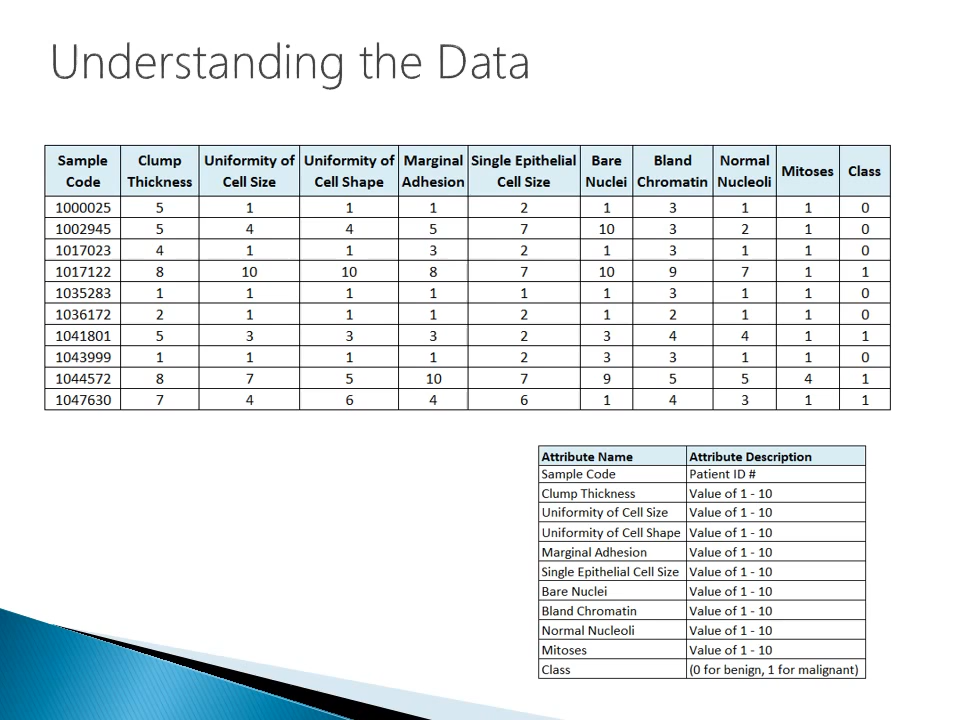 Understanding the Data
Sample Code Clump Thickness Uniformity of Cell Size Uniformity of Cell Shape Marginal Adhesion Single Epithelial Cell Size Bare Nuclei Bland Chromatin Normal Nucleoli Mitoses Class
1000025 5 1 1 1 2 1 3 1 1 0
1002945 5 4 4 5 7 10 3 2 1 0
1017023 4 1 1 3 2 1 3 1 1 0
1017122 8 10 10 8 7 10 9 7 1 1
1035283 1 1 1 1 1 1 3 1 1 0
1036172 2 1 1 1 2 1 2 1 1 0
1041801 5 3 3 3 2 3 4 4 1 1
1043999 1 1 1 1 2 3 3 1 1 0
1044572 8 7 5 10 7 9 5 5 4 1
1047630 7 4 6 4 6 1 4 3 1 1
Attribute Name Attribute Description
Sample Code Patient ID #
Clump Thickness Value of 1 - 10
Uniformity of Cell Size Value of 1 - 10
Uniformity of Cell Shape Value of 1 - 10
Marginal Adhesion Value of 1 - 10
Single Epithelial Cell Size Value of 1 - 10
Bare Nuclei Value of 1 - 10
Bland Chromatin Value of 1 - 10
Normal Nucleoli Value of 1 - 10
Mitoses Value of 1 - 10
Class (0 for benign, 1 for malignant)